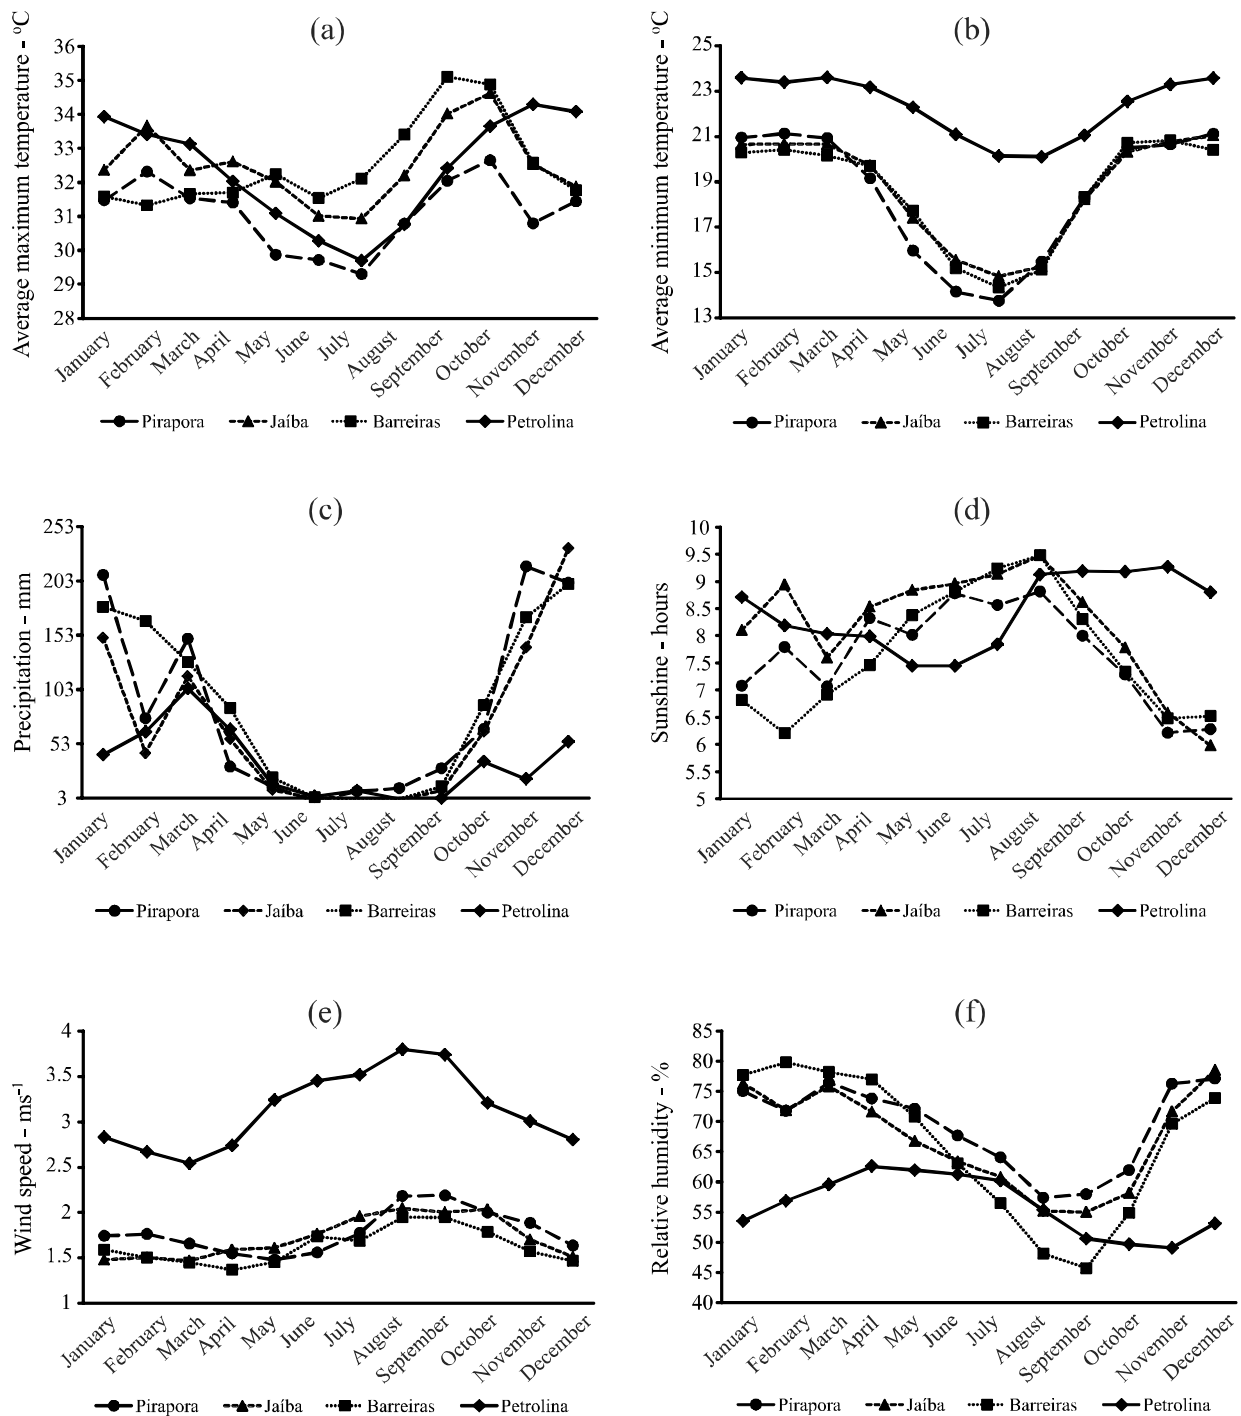 (a)
Average maximum temperature - ºC
36
35
34
33
32
31
30
29
28
January
February
March
April
May
June
July
August
September
October
November
December
Pirapora Jaíba Barreiras Petrolina
(b)
Average minimum temperature - ºC
25
23
21
19
17
15
13
January
February
March
April
May
June
July
August
September
October
November
December
Pirapora Jaíba Barreiras Petrolina
(c)
Precipitation - mm
253
203
153
103
53
3
January
February
March
April
May
June
July
August
September
October
November
December
Pirapora Jaíba Barreiras Petrolina
(d)
Sunshine - hours
10
9.5
9
8.5
8
7.5
7
6.5
6
5.5
5
January
February
March
April
May
June
July
August
September
October
November
December
Pirapora Jaíba Barreiras Petrolina
(e)
Wind speed - ms⁻¹
4
3.5
3
2.5
2
1.5
1
January
February
March
April
May
June
July
August
September
October
November
December
Pirapora Jaíba Barreiras Petrolina
(f)
Relative humidity - %
85
80
75
70
65
60
55
50
45
40
January
February
March
April
May
June
July
August
September
October
November
December
Pirapora Jaíba Barreiras Petrolina